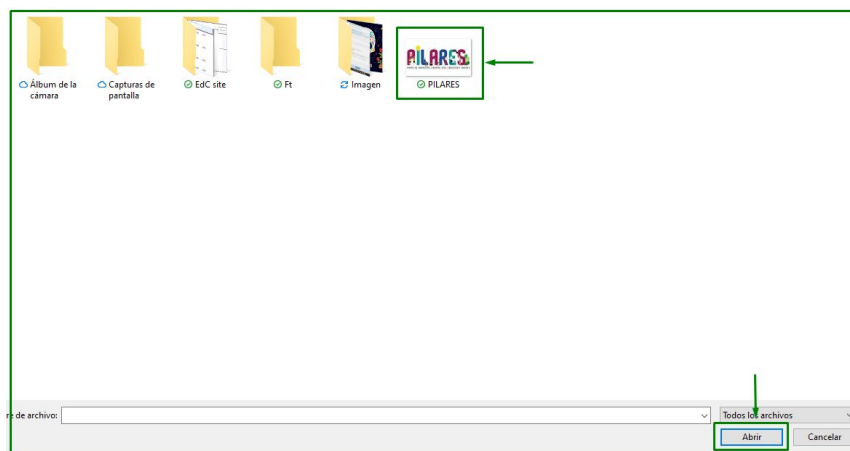 Álbum de la cámara
Capturas de pantalla
EdC site
Ft
Imagen
PILARES
PILARES
re de archivo:
Todos los archivos
Abrir
Cancelar